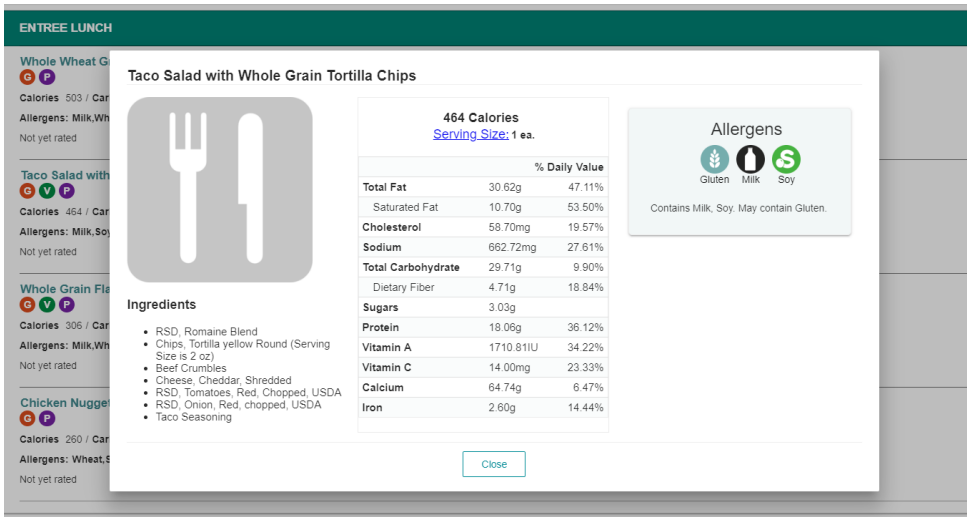 ENTREE LUNCH
Whole Wheat
G P
Calories 503 /
Allergens: Milk,
Not yet rated
Taco Salad with
G V P
Calories 464 /
Allergens: Milk,Soy
Not yet rated
Whole Grain
G V P
Calories 306 /
Allergens: Milk,
Not yet rated
Chicken
G P
Calories 260 /
Allergens: Wheat,
Not yet rated
Taco Salad with Whole Grain Tortilla Chips
Ingredients
RSD, Romaine Blend
Chips, Tortilla yellow Round (Serving
Size is 2 oz)
Beef Crumbles
Cheese, Cheddar, Shredded
RSD, Tomatoes, Red, Chopped, USDA
RSD, Onion, Red, chopped, USDA
Taco Seasoning
464 Calories
Serving Size: 1 ea.
% Daily Value
Total Fat 30.62g 47.11%
Saturated Fat 10.70g 53.50%
Cholesterol 58.70mg 19.57%
Sodium 662.72mg 27.61%
Total Carbohydrate 29.71g 9.90%
Dietary Fiber 4.71g 18.84%
Sugars 3.03g
Protein 18.06g 36.12%
Vitamin A 1710.81IU 34.22%
Vitamin C 14.00mg 23.33%
Calcium 64.74g 6.47%
Iron 2.60g 14.44%
Allergens
Gluten Milk Soy
Contains Milk, Soy. May contain Gluten.
Close